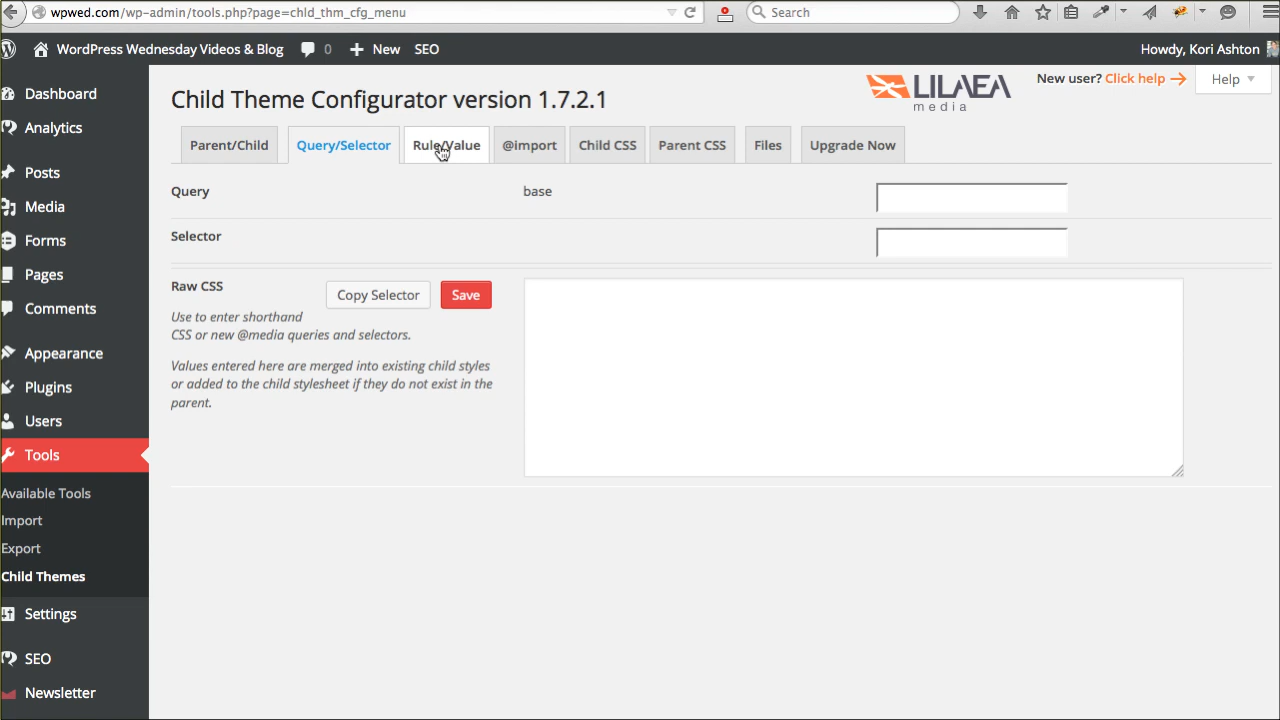 wpwed.com/wp-admin/tools.php?page=chld_thm_cfg_menu
Search
WordPress Wednesday Videos & Blog
0
New
SEO
Howdy, Kori Ashton
Dashboard
Analytics
Posts
Media
Forms
Pages
Comments
Appearance
Plugins
Users
Tools
Available Tools
Import
Export
Child Themes
Settings
SEO
Newsletter
Child Theme Configurator version 1.7.2.1
LILAEA
media
New user? Click help
Help
Parent/Child
Query/Selector
Rule/Value
@import
Child CSS
Parent CSS
Files
Upgrade Now
Query
base
Selector
Raw CSS
Copy Selector
Save
Use to enter shorthand
CSS or new @media queries and selectors.
Values entered here are merged into existing child styles
or added to the child stylesheet if they do not exist in the
parent.